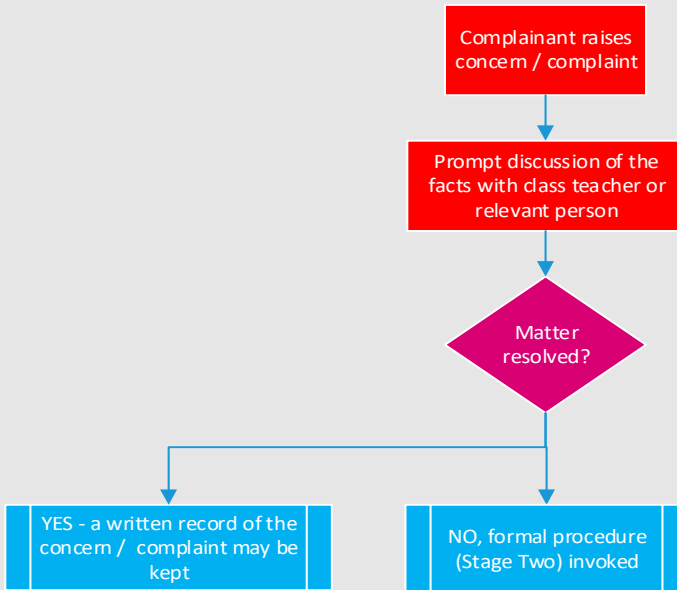 Complainant raises
concern / complaint
Prompt discussion of the
facts with class teacher or
relevant person
Matter
resolved?
YES - a written record of the
concern / complaint may be
kept
NO, formal procedure
(Stage Two) invoked